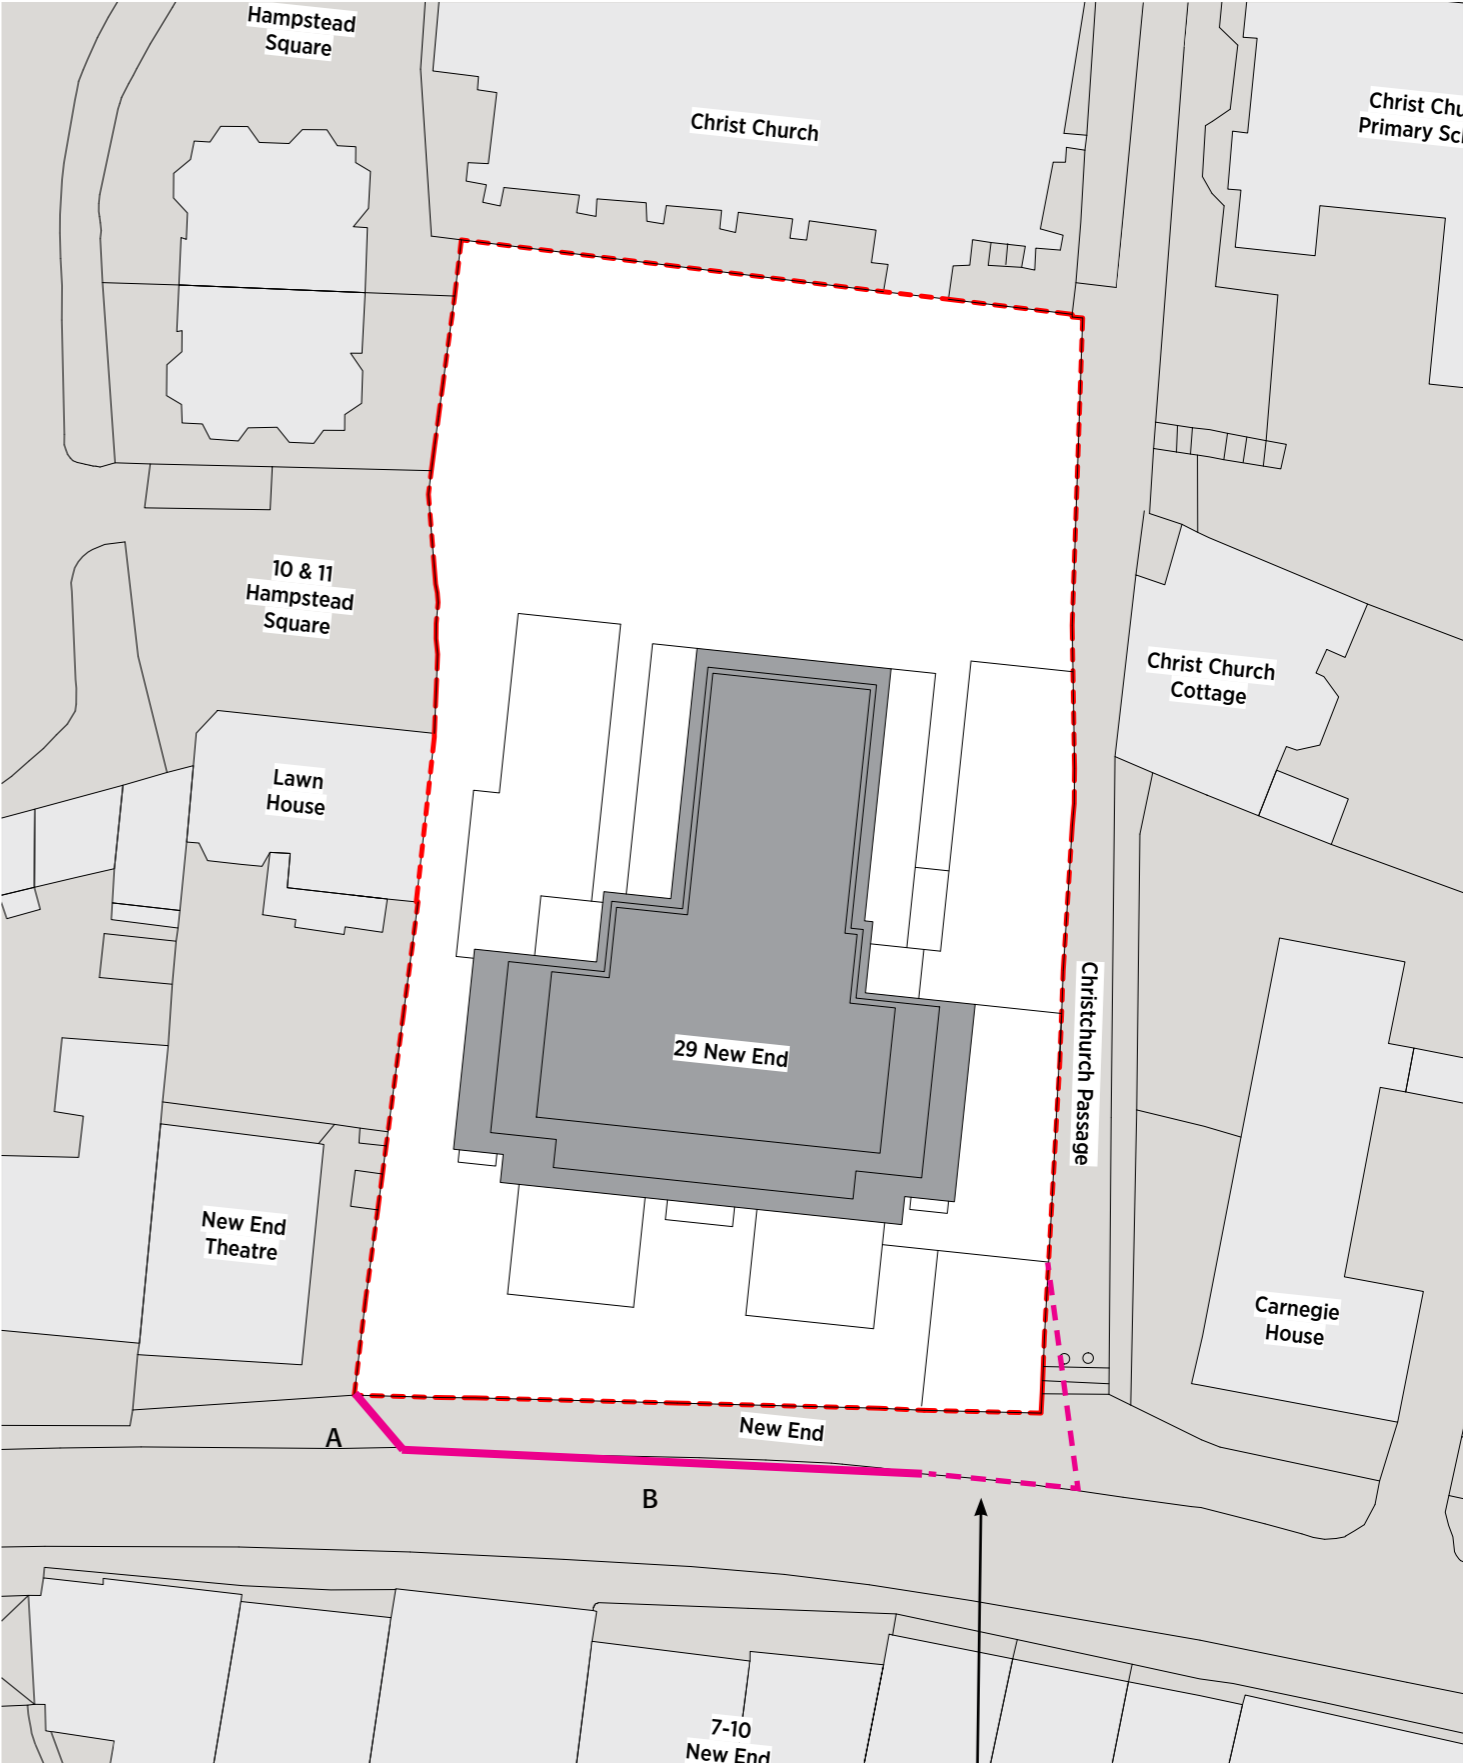 Hampstead
Square
Christ Church
Christ Chu
Primary Sc
10 & 11
Hampstead
Square
Christ Church
Cottage
Lawn
House
Christchurch Passage
29 New End
New End
Theatre
Carnegie
House
New End
A
B
7-10
New End